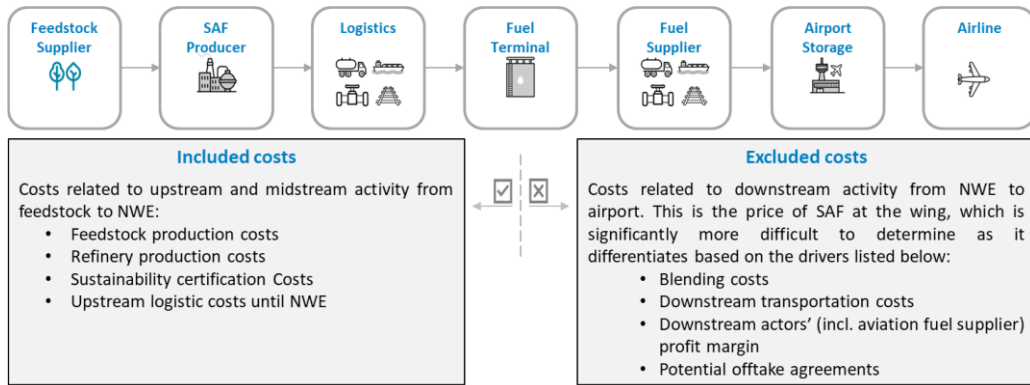 Feedstock
Supplier
SAF
Producer
Logistics
Fuel
Terminal
Fuel
Supplier
Airport
Storage
Airline
Included costs
Costs related to upstream and midstream activity from
feedstock to NWE:
• Feedstock production costs
• Refinery production costs
• Sustainability certification Costs
• Upstream logistic costs until NWE
Excluded costs
Costs related to downstream activity from NWE to
airport. This is the price of SAF at the wing, which is
significantly more difficult to determine as it
differentiates based on the drivers listed below:
• Blending costs
• Downstream transportation costs
• Downstream actors' (incl. aviation fuel supplier)
profit margin
• Potential offtake agreements